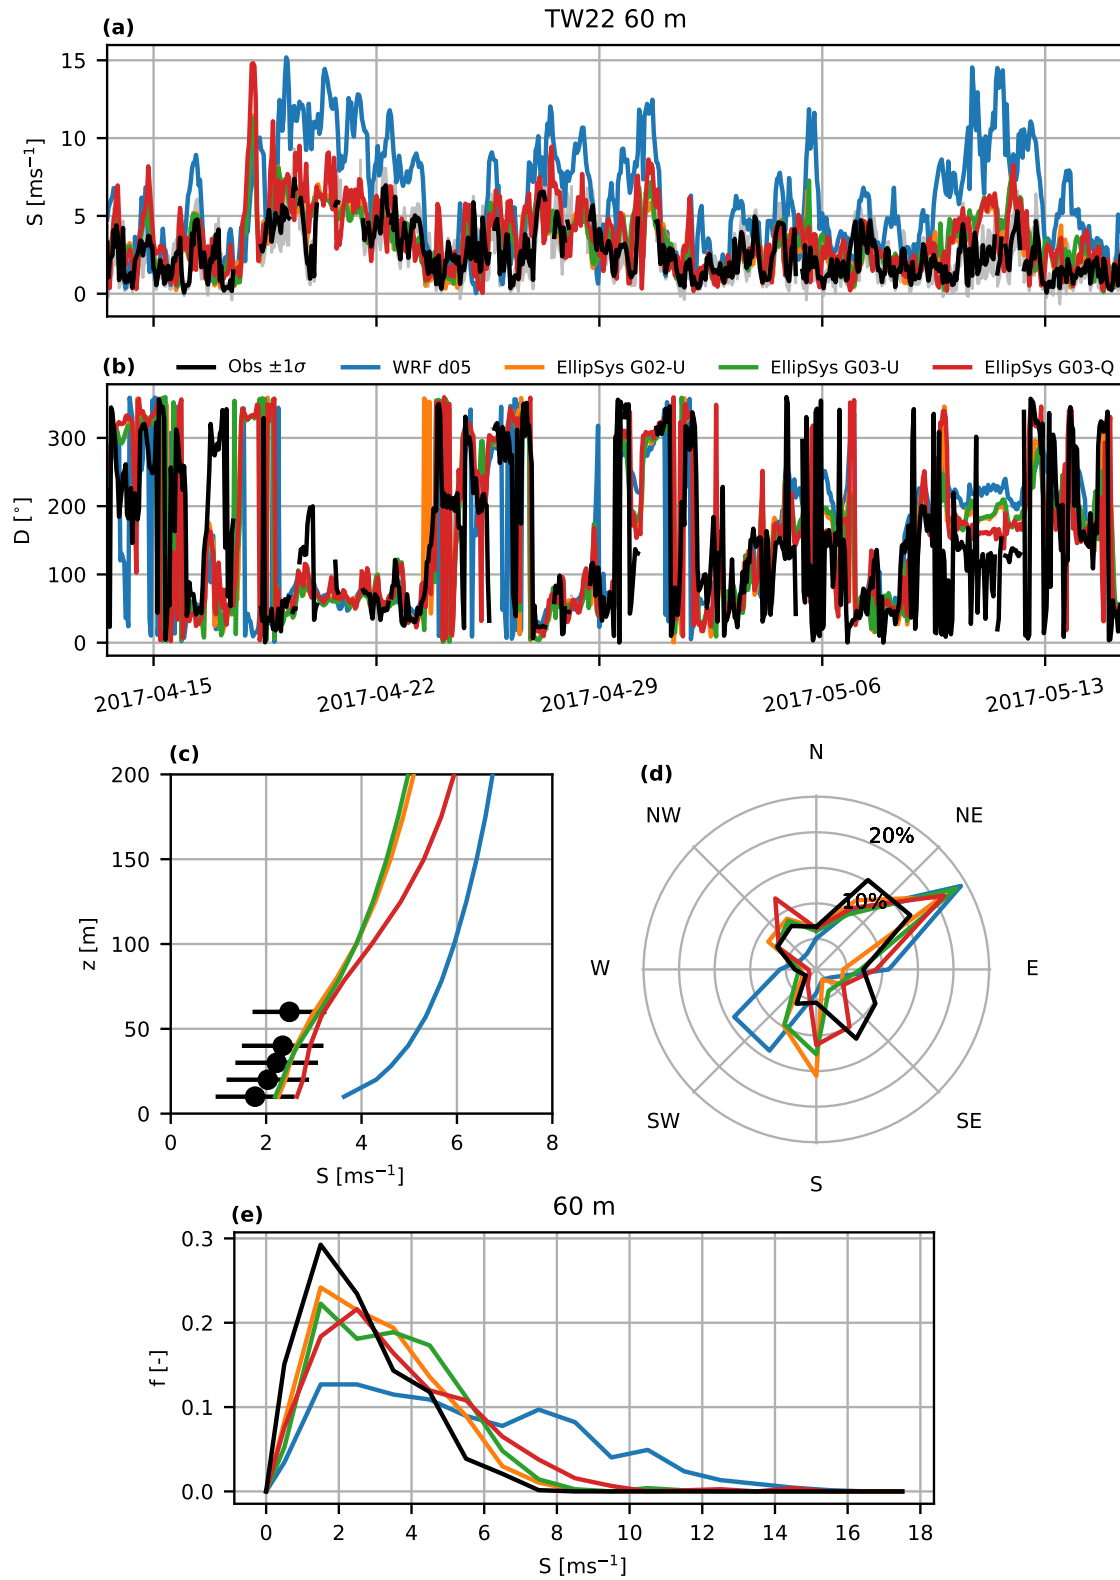 TW22 60 m
(a)
15
10
5
0
S [ms⁻¹]
(b)
Obs ±1σ
WRF d05
EllipSys G02-U
EllipSys G03-U
EllipSys G03-Q
300
200
100
0
D [°]
2017-04-15
2017-04-22
2017-04-29
2017-05-06
2017-05-13
(c)
200
150
100
50
0
z [m]
0 2 4 6 8
S [ms⁻¹]
(d)
N
NW
NE
20%
10%
W
E
SW
SE
S
60 m
(e)
0.3
0.2
0.1
0.0
f [-]
0 2 4 6 8 10 12 14 16 18
S [ms⁻¹]